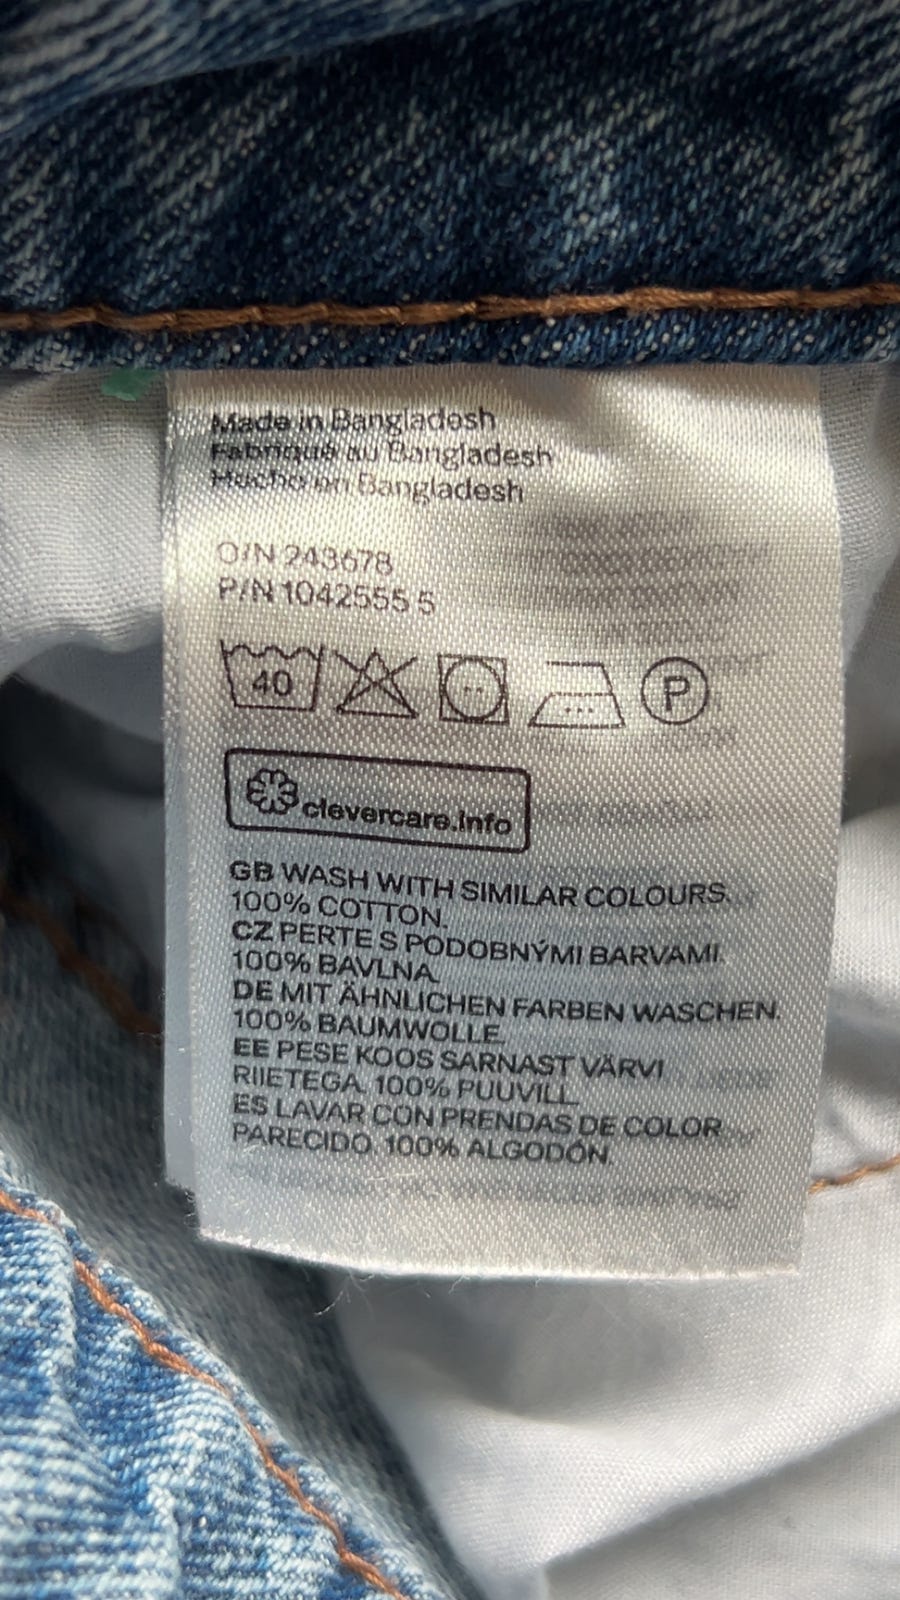 Made in Bangladesh
Fabriqué au Bangladesh
Hecho en Bangladesh
O/N 243678
P/N 1042555 5
40
P
clevercare.info
GB WASH WITH SIMILAR COLOURS.
100% COTTON.
CZ PERTE S PODOBNÝMI BARVAMI.
100% BAVLNA.
DE MIT ÄHNLICHEN FARBEN WASCHEN.
100% BAUMWOLLE.
EE PESE KOOS SARNAST VÄRVI
RIIETEGA. 100% PUUVILL.
ES LAVAR CON PRENDAS DE COLOR
PARECIDO. 100% ALGODÓN.